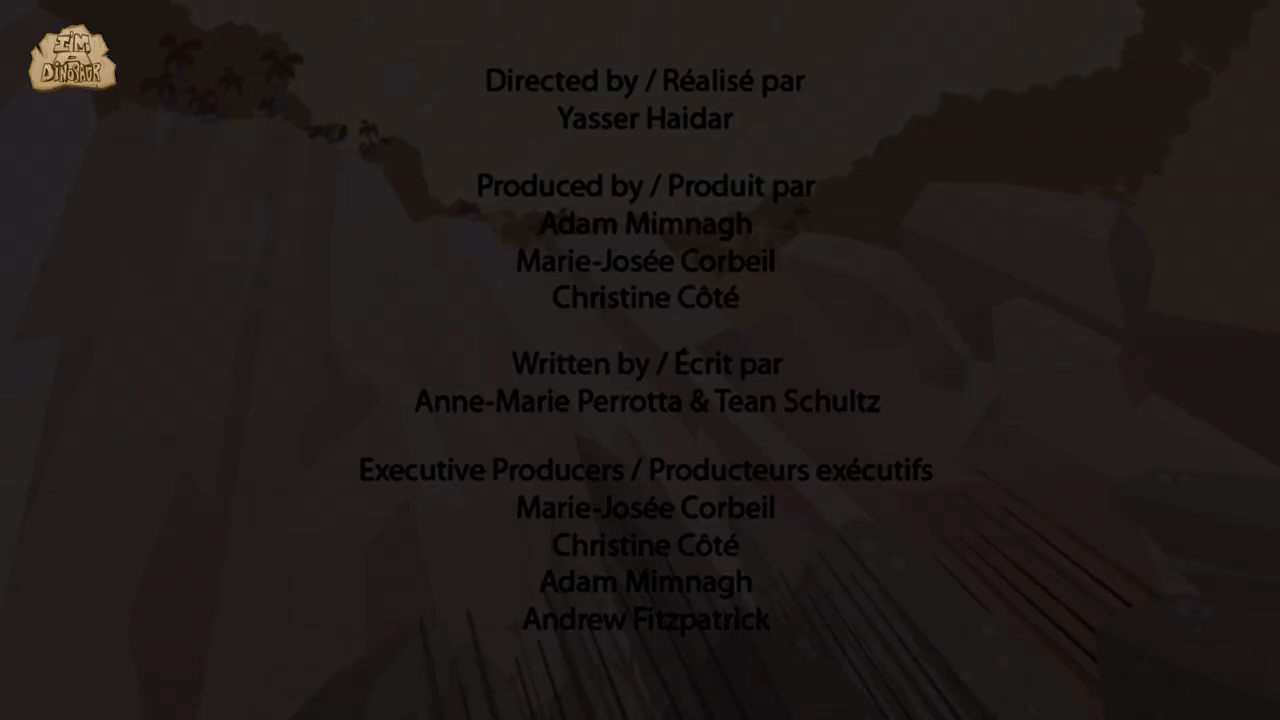 I'M
A
DINOSAUR
Directed by / Réalisé par
Yasser Haidar
Produced by / Produit par
Adam Mimnagh
Marie-Josée Corbeil
Christine Côté
Written by / Écrit par
Anne-Marie Perrotta & Tean Schultz
Executive Producers / Producteurs exécutifs
Marie-Josée Corbeil
Christine Côté
Adam Mimnagh
Andrew Fitzpatrick